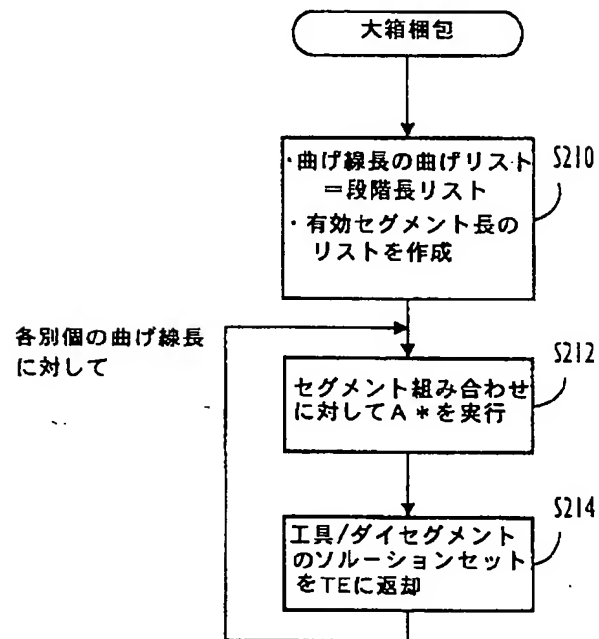 大箱梱包
・曲げ線長の曲げリスト
=段階長リスト
・有効セグメント長の
リストを作成
S210
各別個の曲げ線長
に対して
セグメント組み合わせ
に対してA*を実行
S212
工具/ダイセグメント
のソルーションセット
をTEに返却
S214